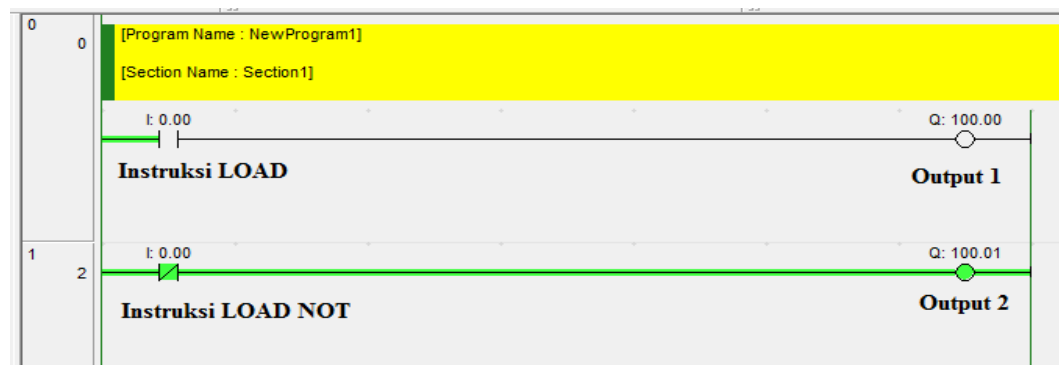 0
0
[Program Name : NewProgram1]
[Section Name : Section1]
I: 0.00
Q: 100.00
Instruksi LOAD
Output 1
1
2
I: 0.00
Q: 100.01
Instruksi LOAD NOT
Output 2